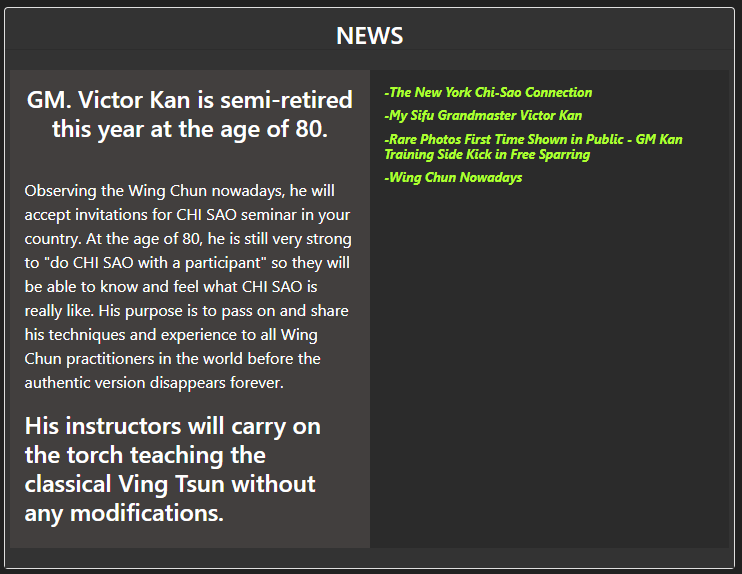 NEWS
GM. Victor Kan is semi-retired
this year at the age of 80.
Observing the Wing Chun nowadays, he will
accept invitations for CHI SAO seminar in your
country. At the age of 80, he is still very strong
to "do CHI SAO with a participant" so they will
be able to know and feel what CHI SAO is
really like. His purpose is to pass on and share
his techniques and experience to all Wing
Chun practitioners in the world before the
authentic version disappears forever.
His instructors will carry on
the torch teaching the
classical Ving Tsun without
any modifications.
-The New York Chi-Sao Connection
-My Sifu Grandmaster Victor Kan
-Rare Photos First Time Shown in Public - GM Kan
Training Side Kick in Free Sparring
-Wing Chun Nowadays